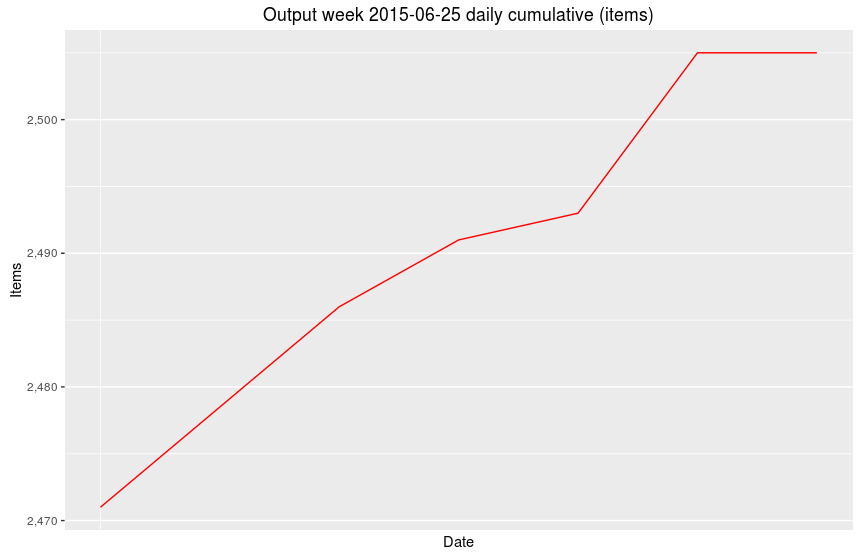 Output week 2015-06-25 daily cumulative (items)
2,500
2,490
2,480
2,470
Items
Date